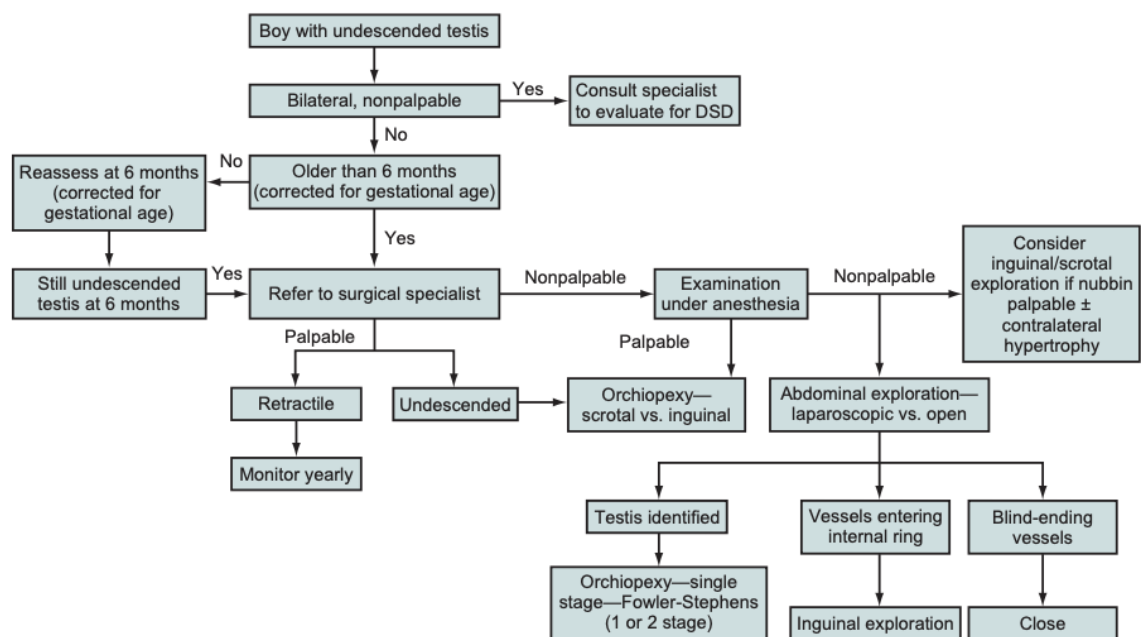 Boy with undescended testis
Bilateral, nonpalpable
Yes
Consult specialist
to evaluate for DSD
No
Older than 6 months
(corrected for gestational age)
No
Reassess at 6 months
(corrected for
gestational age)
Yes
Still undescended
testis at 6 months
Yes
Refer to surgical specialist
Nonpalpable
Examination
under anesthesia
Nonpalpable
Consider
inguinal/scrotal
exploration if nubbin
palpable ±
contralateral
hypertrophy
Palpable
Palpable
Retractile
Undescended
Orchiopexy—
scrotal vs. inguinal
Abdominal exploration—
laparoscopic vs. open
Monitor yearly
Testis identified
Vessels entering
internal ring
Blind-ending
vessels
Orchiopexy—single
stage—Fowler-Stephens
(1 or 2 stage)
Inguinal exploration
Close